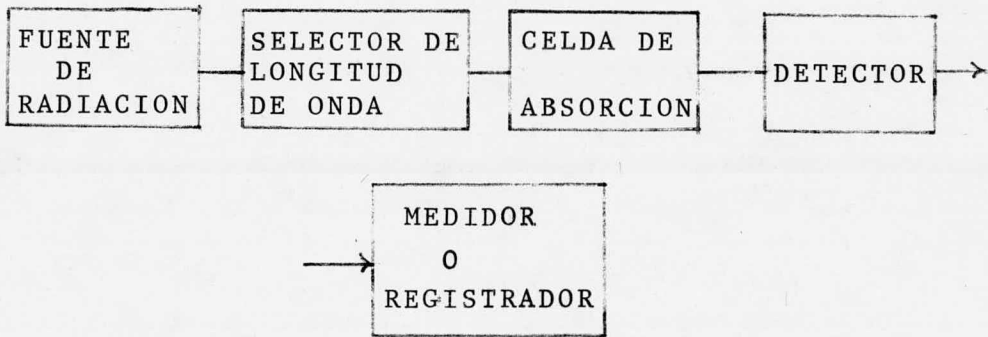 FUENTE
DE
RADIACION
SELECTOR DE
LONGITUD
DE ONDA
CELDA DE
ABSORCION
DETECTOR
MEDIDOR
O
REGISTRADOR